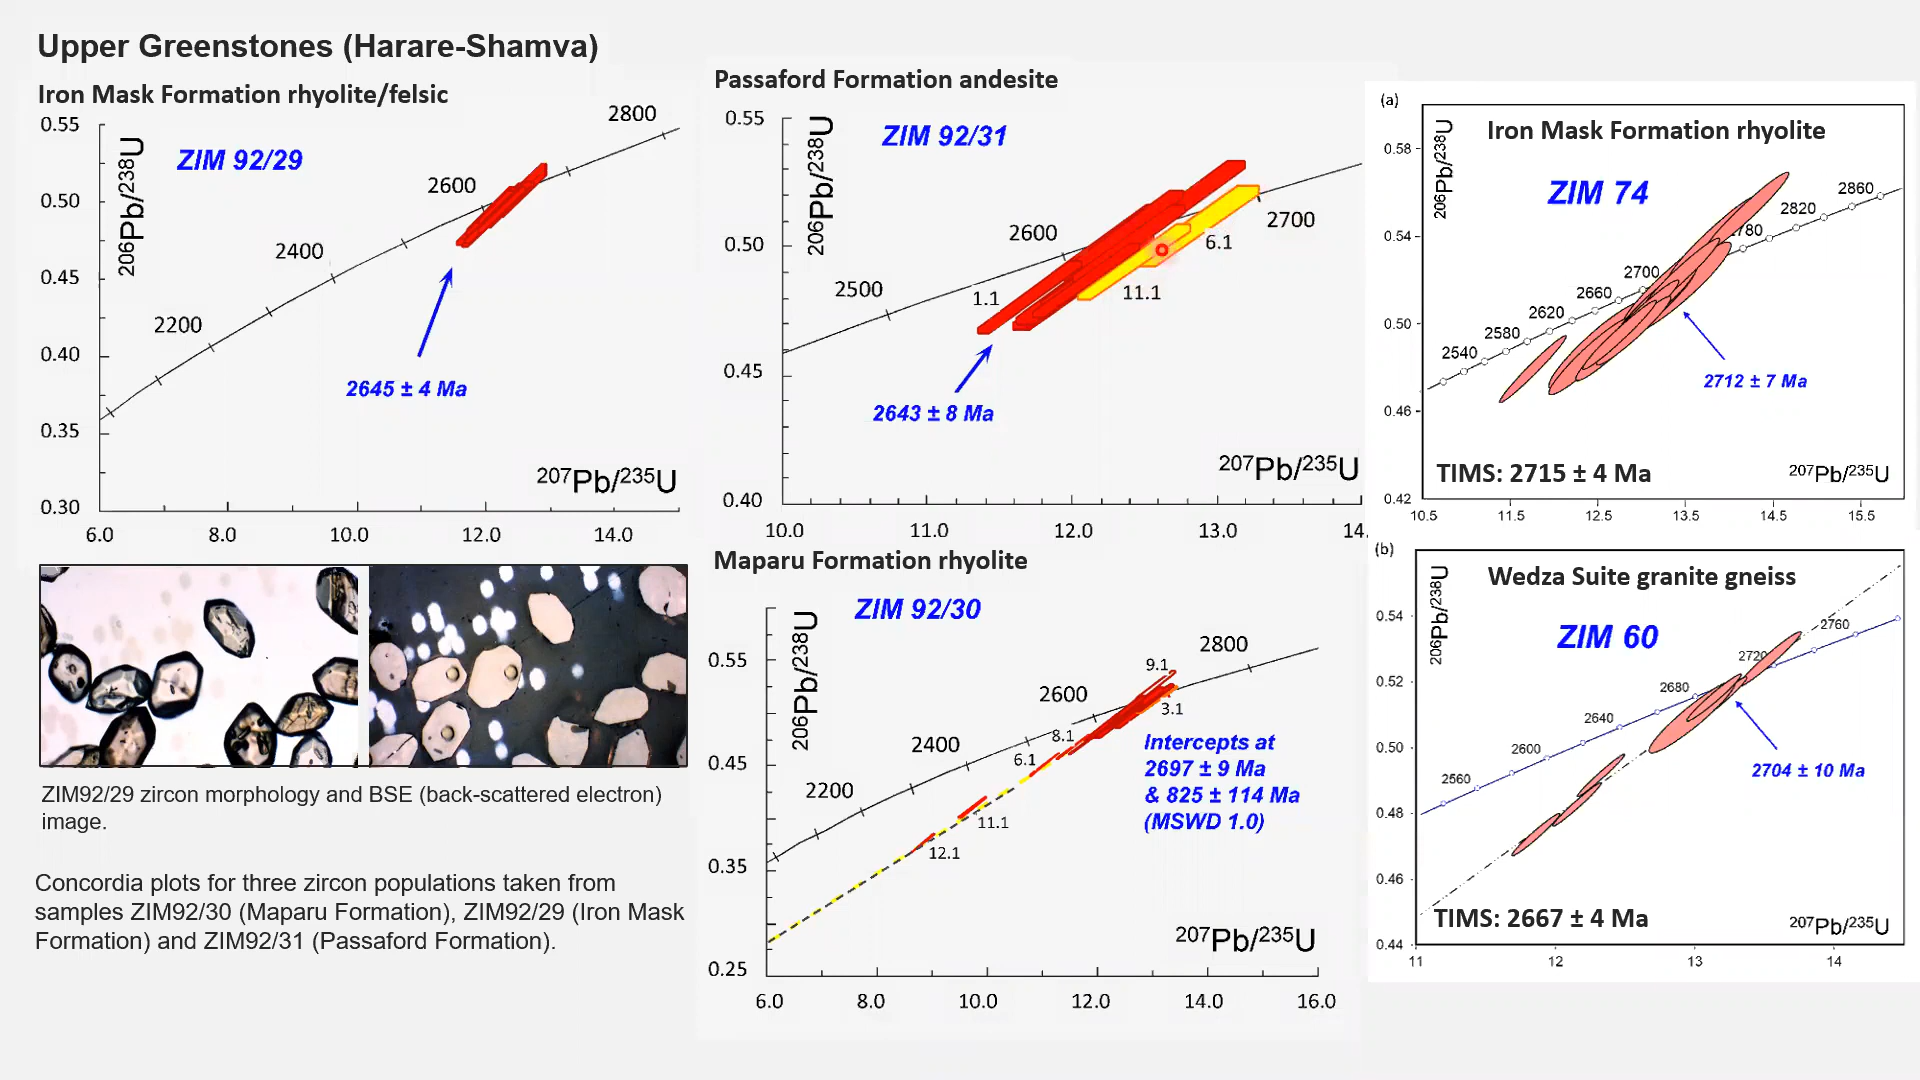 Upper Greenstones (Harare-Shamva)
Iron Mask Formation rhyolite/felsic
0.55
0.50
0.45
0.40
0.35
0.30
206Pb/238U
ZIM 92/29
2800
2600
2400
2200
2645 ± 4 Ma
207Pb/235U
6.0 8.0 10.0 12.0 14.0
ZIM92/29 zircon morphology and BSE (back-scattered electron)
image.
Concordia plots for three zircon populations taken from
samples ZIM92/30 (Maparu Formation), ZIM92/29 (Iron Mask
Formation) and ZIM92/31 (Passaford Formation).
Passaford Formation andesite
0.55
0.50
0.45
0.40
206Pb/238U
ZIM 92/31
2600
2700
2500
6.1
1.1
11.1
2643 ± 8 Ma
207Pb/235U
10.0 11.0 12.0 13.0 14.
Maparu Formation rhyolite
0.55
0.45
0.35
0.25
206Pb/238U
ZIM 92/30
2800
2600
2400
2200
9.1
3.1
8.1
6.1
11.1
12.1
Intercepts at
2697 ± 9 Ma
& 825 ± 114 Ma
(MSWD 1.0)
207Pb/235U
6.0 8.0 10.0 12.0 14.0 16.0
(a)
Iron Mask Formation rhyolite
0.58
0.54
0.50
0.46
0.42
206Pb/238U
ZIM 74
2860
2820
780
2700
2660
2620
2580
2540
2712 ± 7 Ma
TIMS: 2715 ± 4 Ma
207Pb/235U
10.5 11.5 12.5 13.5 14.5 15.5
(b)
Wedza Suite granite gneiss
0.54
0.52
0.50
0.48
0.46
0.44
206Pb/238U
ZIM 60
2760
2720
2680
2640
2600
2560
2704 ± 10 Ma
TIMS: 2667 ± 4 Ma
207Pb/235U
11 12 13 14